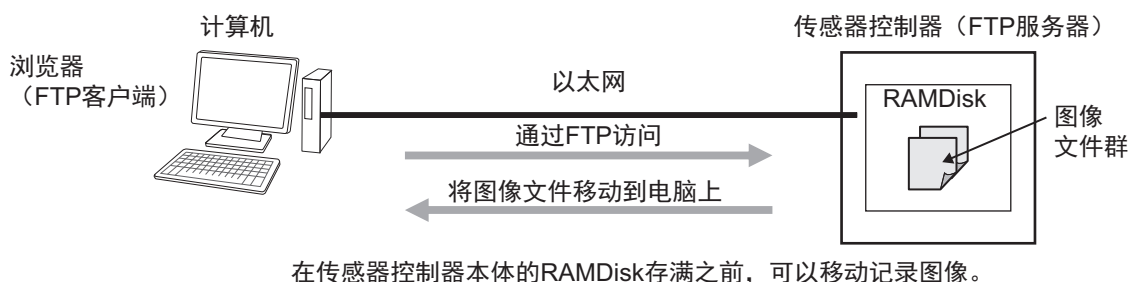 计算机
传感器控制器（FTP服务器）
浏览器
（FTP客户端）
以太网
RAMDisk
图像
文件群
通过FTP访问
将图像文件移动到电脑上
在传感器控制器本体的RAMDisk存满之前，可以移动记录图像。